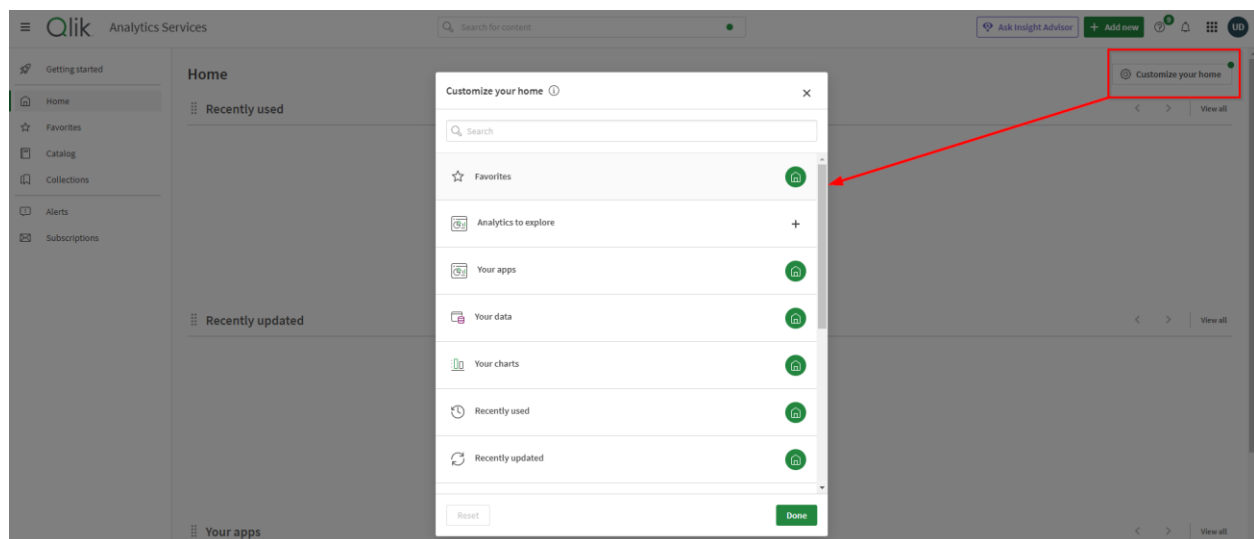 Qlik Analytics Services
Search for content
Ask Insight Advisor
+ Add new
UD
Getting started
Home
Favorites
Catalog
Collections
Alerts
Subscriptions
Home
Customize your home
Recently used
View all
Recently updated
View all
Your apps
View all
Customize your home
Search
Favorites
Analytics to explore
Your apps
Your data
Your charts
Recently used
Recently updated
Reset
Done